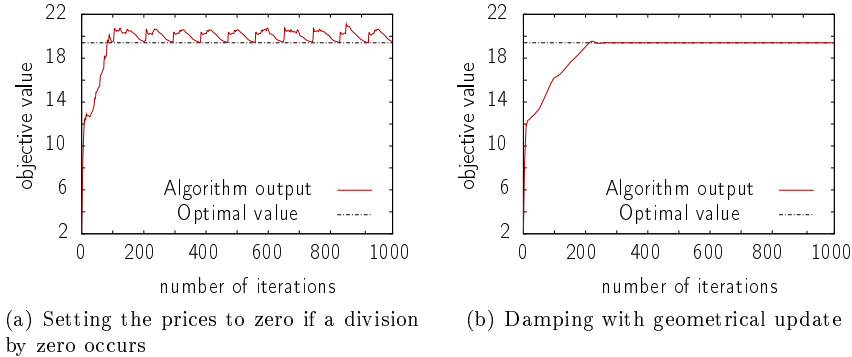 22
18
14
10
6
2
objective value
Algorithm output
Optimal value
0 200 400 600 800 1000
number of iterations
(a) Setting the prices to zero if a division
by zero occurs
22
18
14
10
6
2
objective value
Algorithm output
Optimal value
0 200 400 600 800 1000
number of iterations
(b) Damping with geometrical update